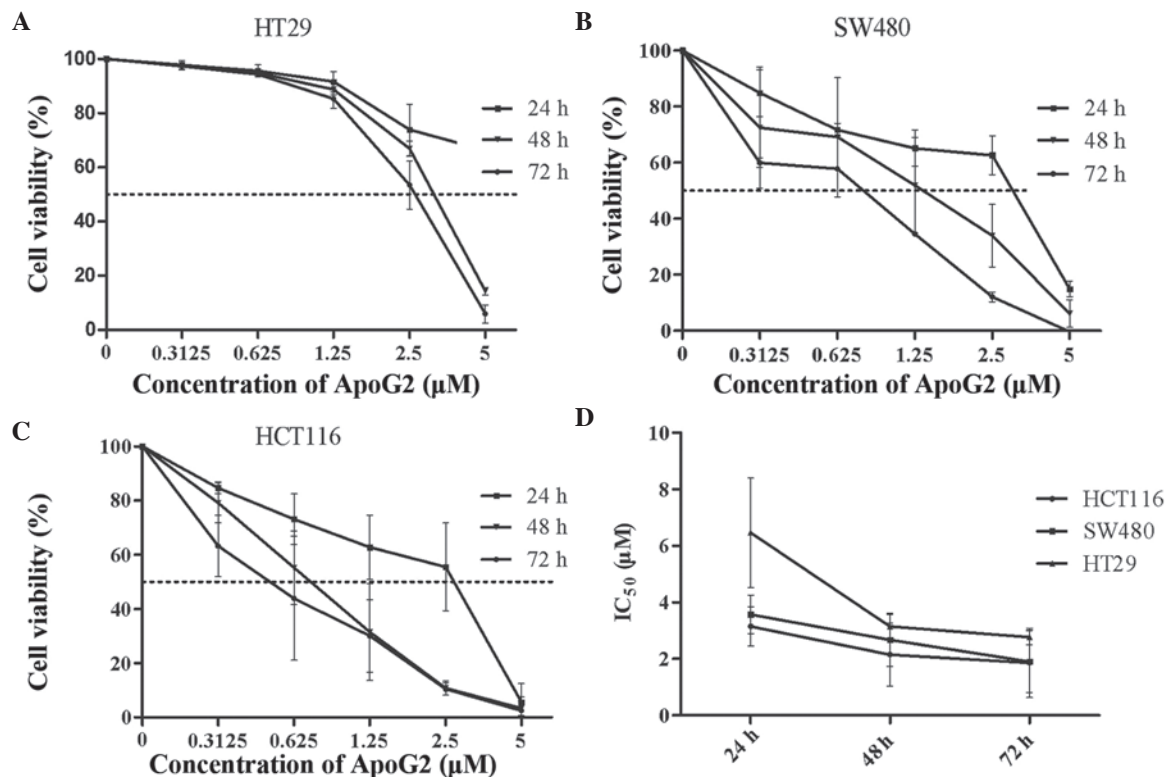 A
HT29
100
80
60
40
20
0
Cell viability (%)
0 0.3125 0.625 1.25 2.5 5
Concentration of ApoG2 (µM)
24 h
48 h
72 h
B
SW480
100
80
60
40
20
0
Cell viability (%)
0 0.3125 0.625 1.25 2.5 5
Concentration of ApoG2 (µM)
24 h
48 h
72 h
C
HCT116
100
80
60
40
20
0
Cell viability (%)
0 0.3125 0.625 1.25 2.5 5
Concentration of ApoG2 (µM)
24 h
48 h
72 h
D
10
8
6
4
2
0
IC50 (µM)
24 h 48 h 72 h
HCT116
SW480
HT29